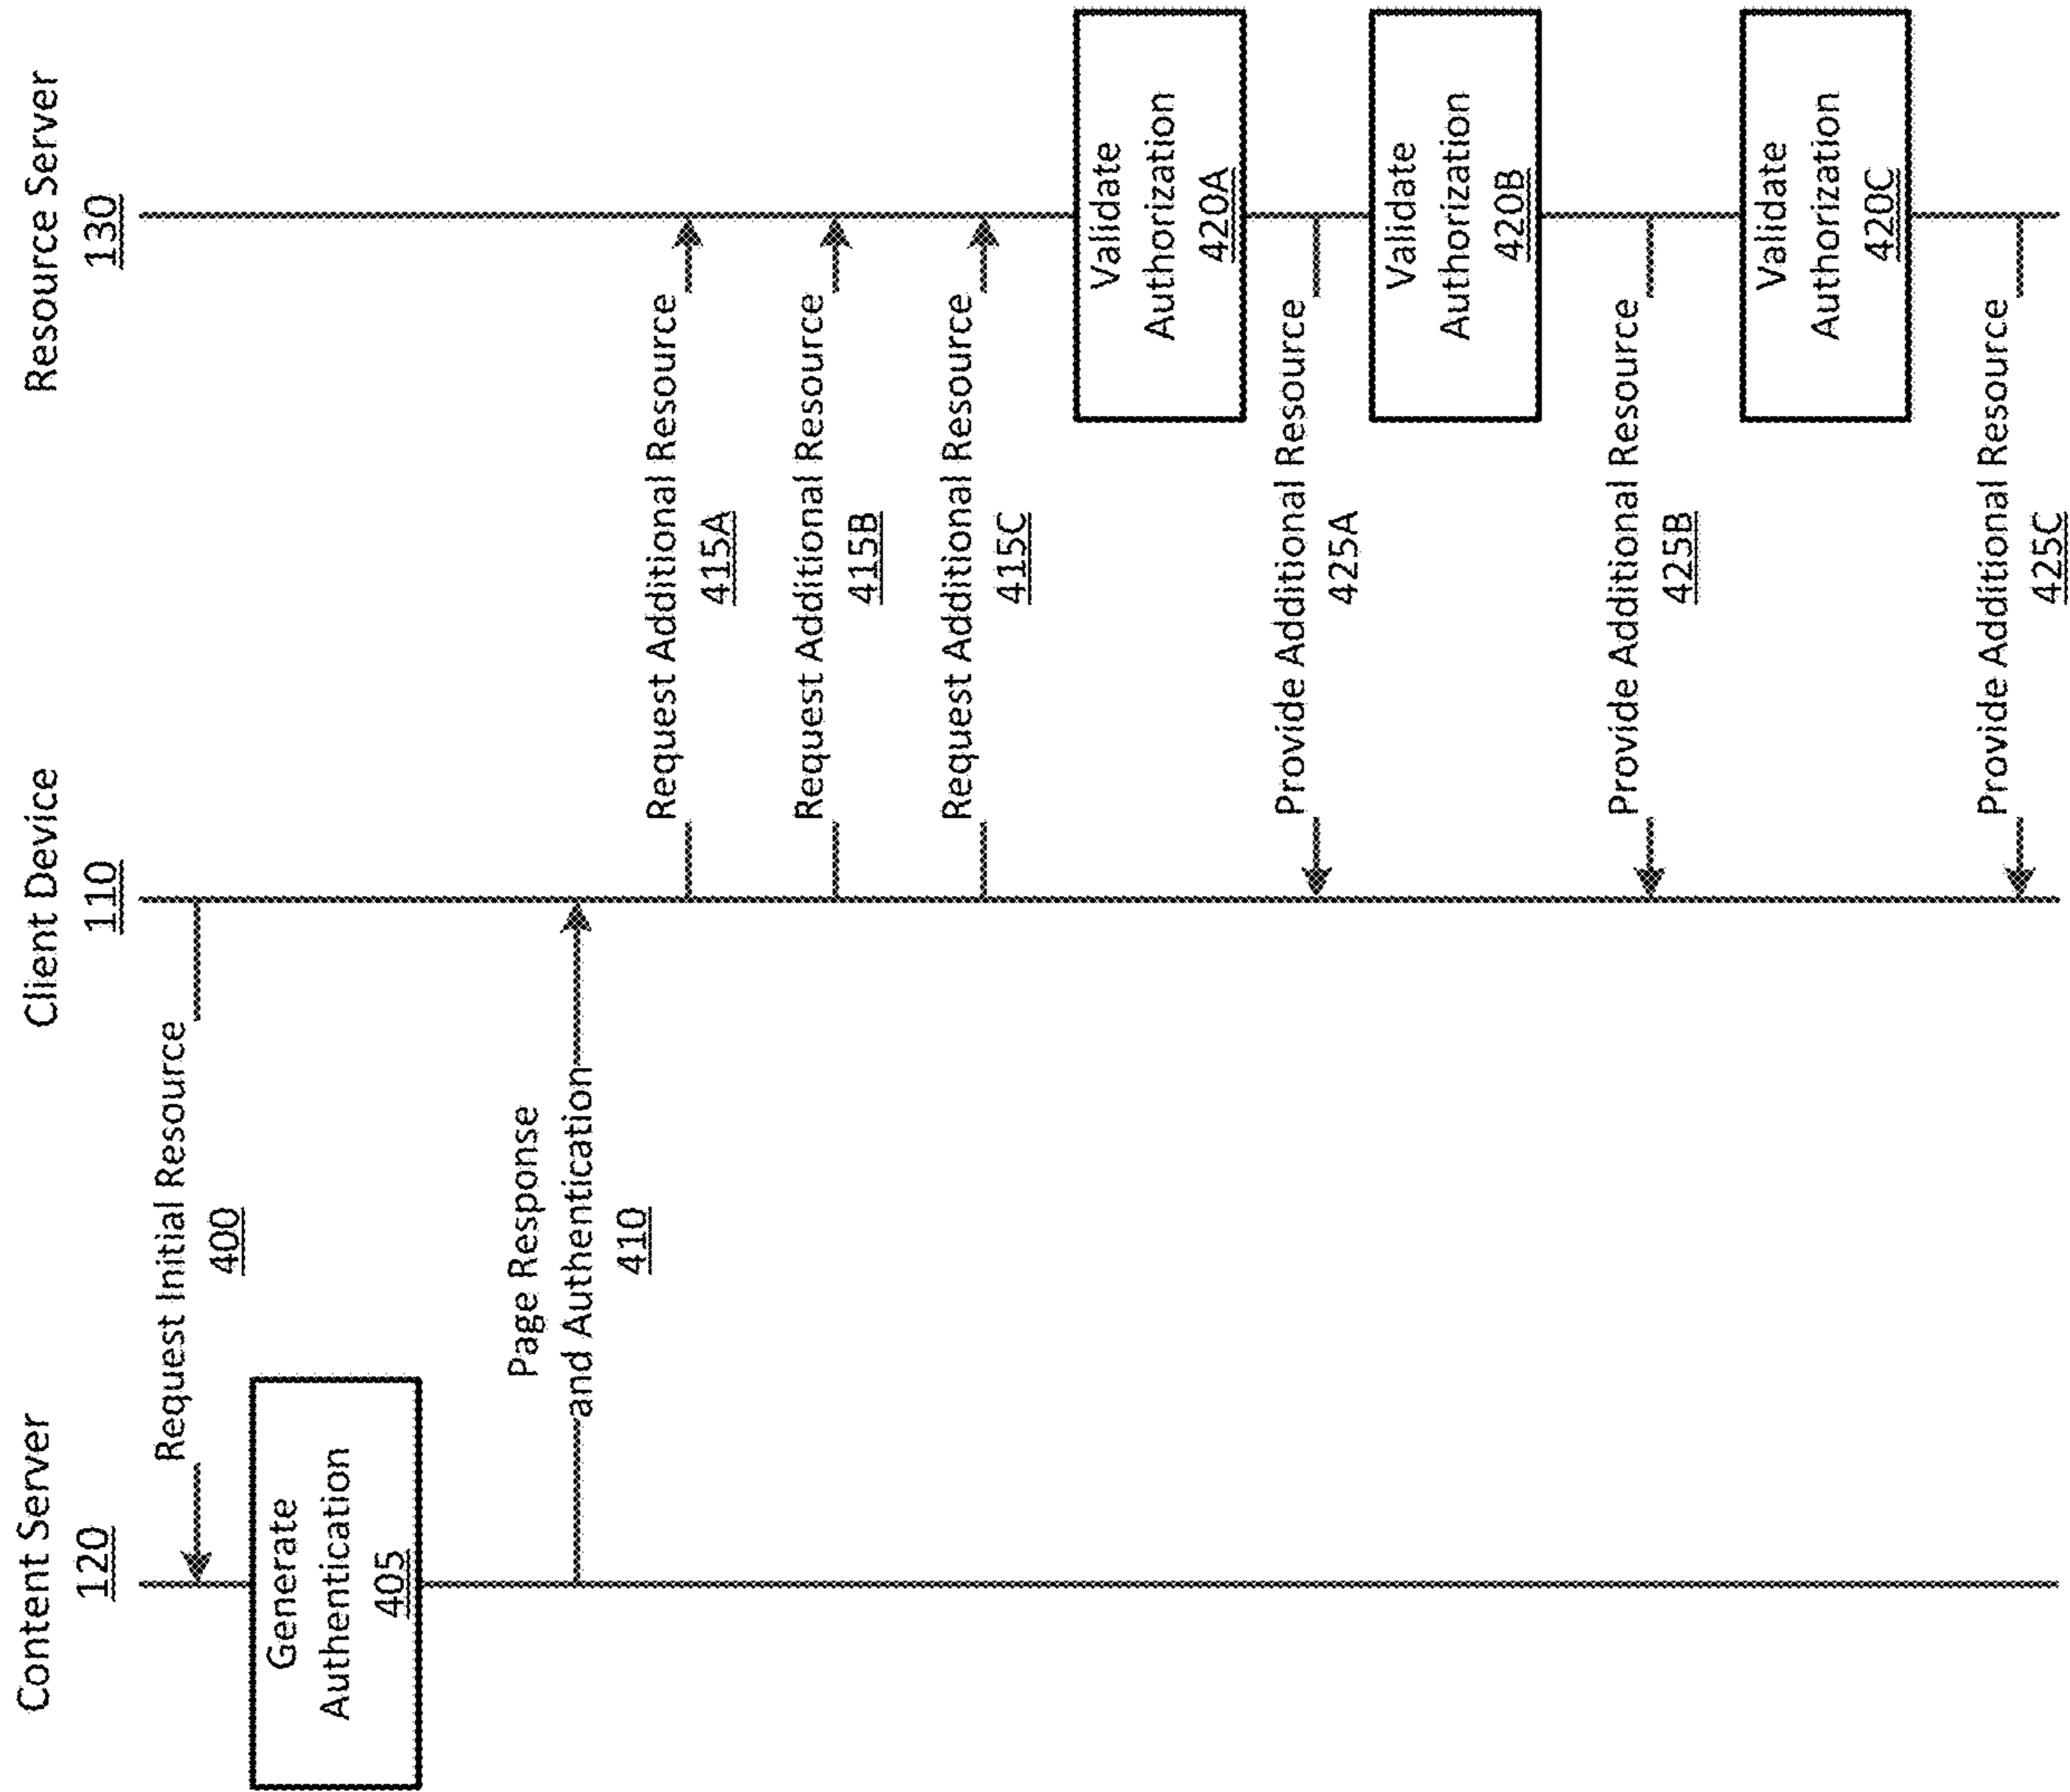 Content Server
120
Client Device
110
Resource Server
130
Request Initial Resource
400
Generate
Authentication
405
Page Response
and Authentication
410
Request Additional Resource
415A
Request Additional Resource
415B
Request Additional Resource
415C
Validate
Authorization
420A
Provide Additional Resource
425A
Validate
Authorization
420B
Provide Additional Resource
425B
Validate
Authorization
420C
Provide Additional Resource
425C